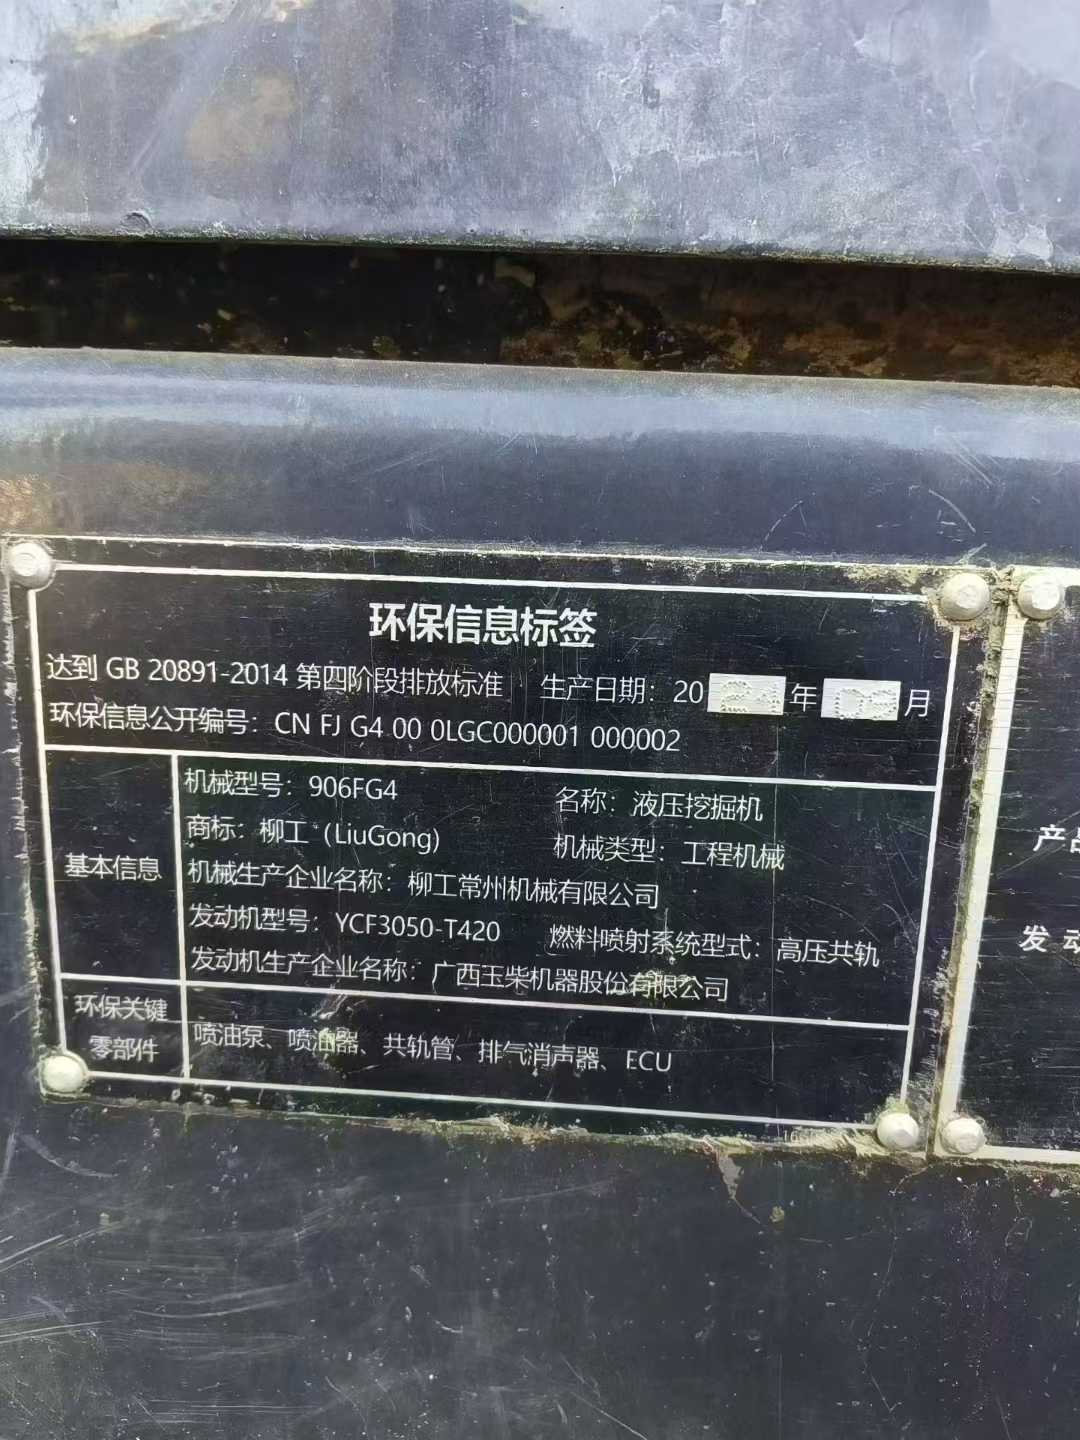 环保信息标签
达到 GB 20891-2014 第四阶段排放标准 生产日期：20 24 年 09 月
环保信息公开编号：CN FJ G4 00 0LGC000001 000002
基本信息
机械型号：906FG4 名称：液压挖掘机
商标：柳工（LiuGong) 机械类型：工程机械
机械生产企业名称：柳工常州机械有限公司
发动机型号：YCF3050-T420 燃料喷射系统型式：高压共轨
发动机生产企业名称：广西玉柴机器股份有限公司
环保关键
零部件
喷油泵、喷油器、共轨管、排气消声器、ECU
产
发